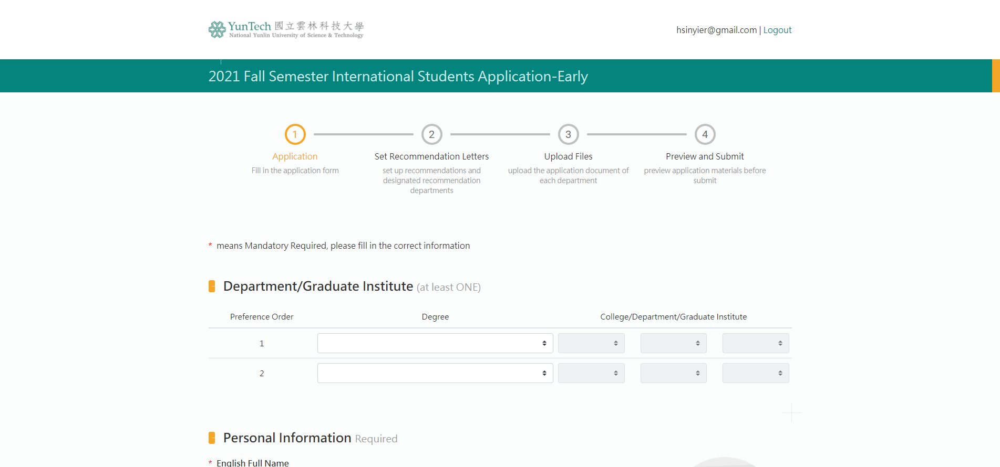 YunTech 國立雲林科技大學
National Yunlin University of Science & Technology
hsinyier@gmail.com | Logout
2021 Fall Semester International Students Application-Early
1
2
3
4
Application
Set Recommendation Letters
Upload Files
Preview and Submit
Fill in the application form
set up recommendations and
designated recommendation
departments
upload the application document of
each department
preview application materials before
submit
* means Mandatory Required, please fill in the correct information
Department/Graduate Institute (at least ONE)
Preference Order
Degree
College/Department/Graduate Institute
1
2
Personal Information Required
* English Full Name